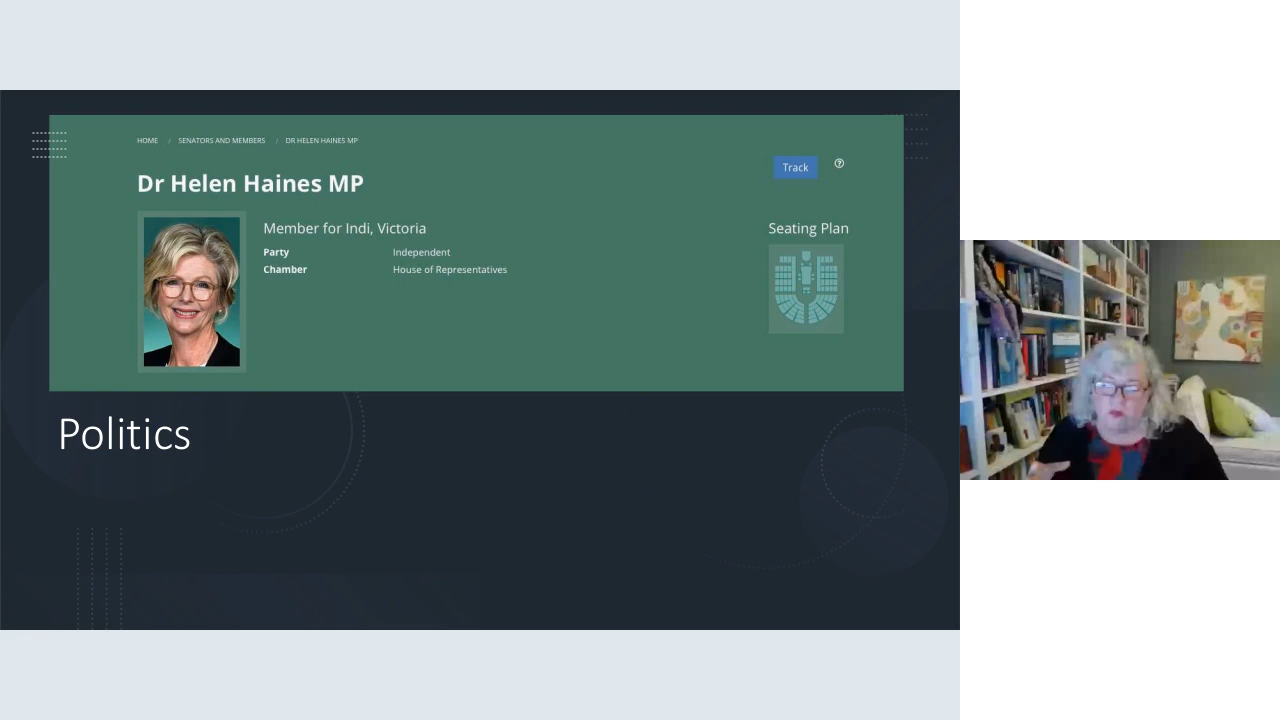 HOME / SENATORS AND MEMBERS / DR HELEN HAINES MP
Track
Dr Helen Haines MP
Member for Indi, Victoria
Party Independent
Chamber House of Representatives
Seating Plan
Politics